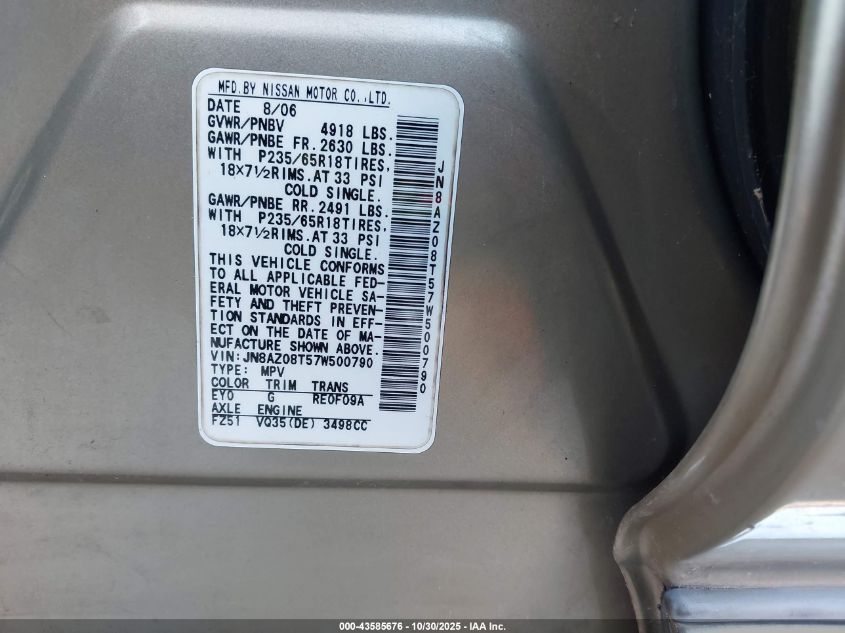 MFD.BY NISSAN MOTOR CO.,LTD.
DATE 8/06
GVWR/PNBV 4918 LBS.
GAWR/PNBE FR. 2630 LBS.
WITH P235/65R18TIRES,
18×7½RIMS.AT 33 PSI
COLD SINGLE.
GAWR/PNBE RR. 2491 LBS.
WITH P235/65R18TIRES,
18×7½RIMS.AT 33 PSI
COLD SINGLE.
THIS VEHICLE CONFORMS
TO ALL APPLICABLE FED-
ERAL MOTOR VEHICLE SA-
FETY AND THEFT PREVEN-
TION STANDARDS IN EFF-
ECT ON THE DATE OF MA-
NUFACTURE SHOWN ABOVE.
VIN: JN8AZ08T57W500790
TYPE: MPV
COLOR TRIM TRANS
EY0 G RE0F09A
AXLE ENGINE
FZ51 VQ35(DE) 3498CC
JN8AZ08T57W500790
000-43585676 - 10/30/2025 - IAA Inc.